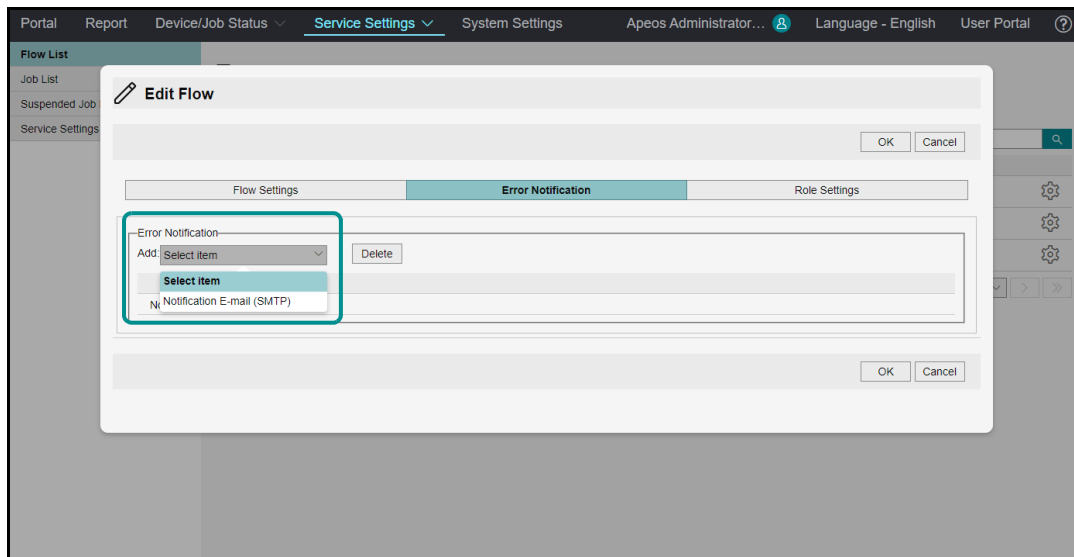 Portal Report Device/Job Status Service Settings System Settings Apeos Administrator... Language - English User Portal ?
Flow List
Job List
Suspended Job
Service Settings
Edit Flow
OK Cancel
Flow Settings Error Notification Role Settings
Error Notification
Add: Select item Delete
Select item
No
Notification E-mail (SMTP)
OK Cancel